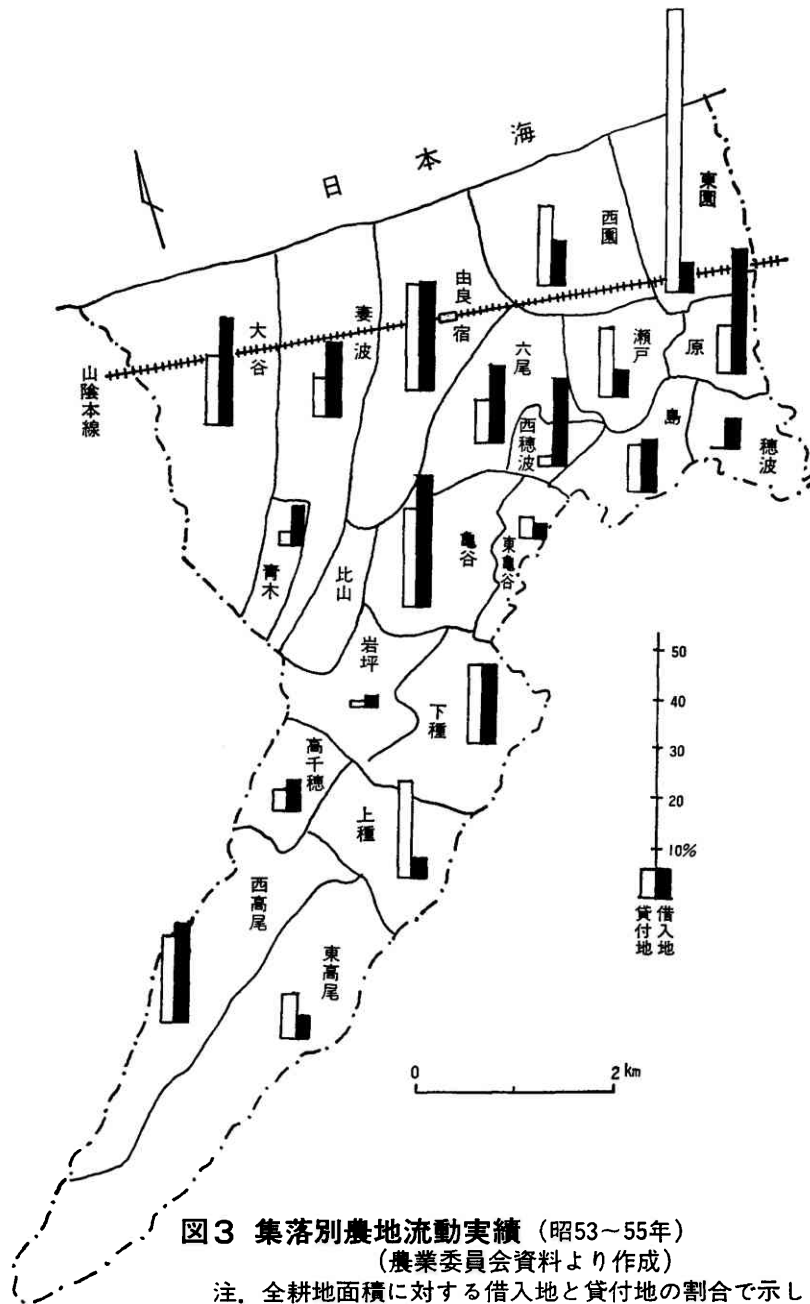 日本海
東園
西園
由良宿
妻波
大谷
山陰本線
瀬戸
原
六尾
西穂波
島
穂波
亀谷
東亀谷
青木
比山
岩坪
下種
高千穂
上種
西高尾
東高尾
50
40
30
20
10%
貸付地
借入地
0 2 km
図3 集落別農地流動実績 (昭53~55年)
(農業委員会資料より作成)
注. 全耕地面積に対する借入地と貸付地の割合で示し